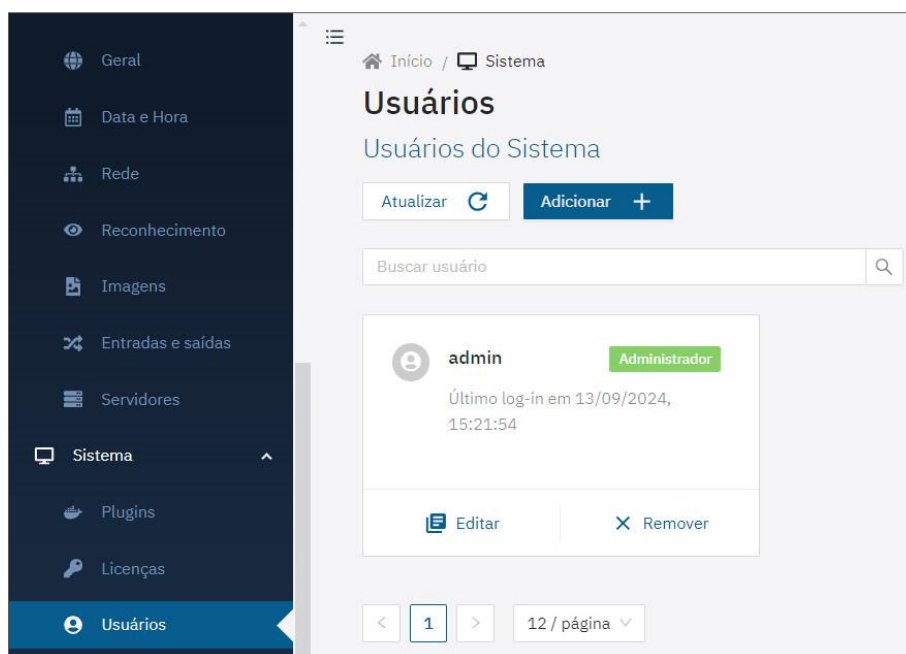 Geral
Data e Hora
Rede
Reconhecimento
Imagens
Entradas e saídas
Servidores
Sistema
Plugins
Licenças
Usuários
Início / Sistema
Usuários
Usuários do Sistema
Atualizar
Adicionar +
Buscar usuário
admin
Administrador
Último log-in em 13/09/2024,
15:21:54
Editar
Remover
< 1 > 12 / página